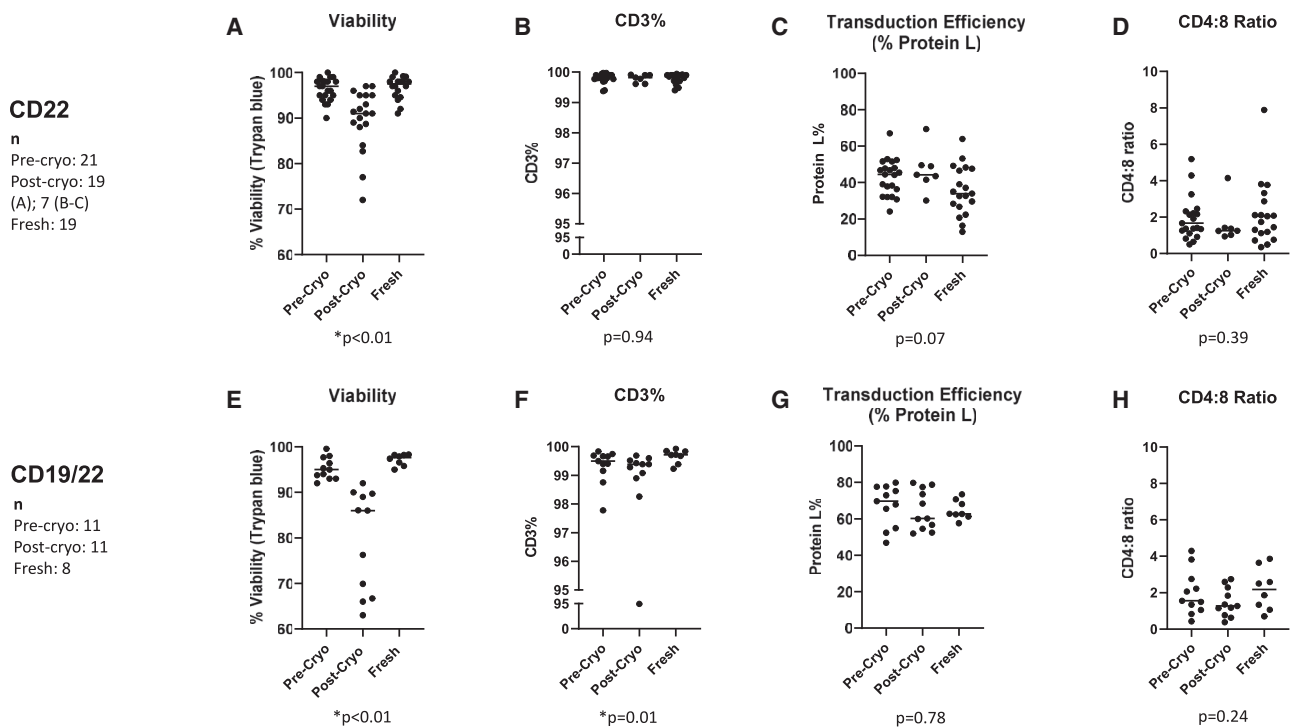 CD22
n
Pre-cryo: 21
Post-cryo: 19
(A); 7 (B-C)
Fresh: 19
A
Viability
% Viability (Trypan blue)
100
90
80
70
60
Pre-Cryo
Post-Cryo
Fresh
*p<0.01
B
CD3%
CD3%
100
99
98
97
96
95
95
0
Pre-Cryo
Post-Cryo
Fresh
p=0.94
C
Transduction Efficiency
(% Protein L)
Protein L%
100
80
60
40
20
0
Pre-Cryo
Post-Cryo
Fresh
p=0.07
D
CD4:8 Ratio
CD4:8 ratio
10
8
6
4
2
0
Pre-Cryo
Post-Cryo
Fresh
p=0.39
CD19/22
n
Pre-cryo: 11
Post-cryo: 11
Fresh: 8
E
Viability
% Viability (Trypan blue)
100
90
80
70
60
Pre-Cryo
Post-Cryo
Fresh
*p<0.01
F
CD3%
CD3%
100
99
98
97
96
95
95
0
Pre-Cryo
Post-Cryo
Fresh
*p=0.01
G
Transduction Efficiency
(% Protein L)
Protein L%
100
80
60
40
20
0
Pre-Cryo
Post-Cryo
Fresh
p=0.78
H
CD4:8 Ratio
CD4:8 ratio
10
8
6
4
2
0
Pre-Cryo
Post-Cryo
Fresh
p=0.24